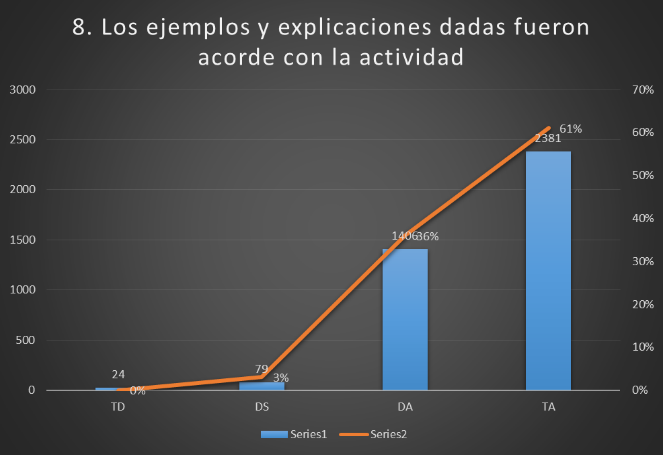 8. Los ejemplos y explicaciones dadas fueron
acorde con la actividad
3000
2500
2000
1500
1000
500
0
70%
60%
50%
40%
30%
20%
10%
0%
24
0%
79
3%
1406
36%
2381
61%
TD
DS
DA
TA
Series1
Series2